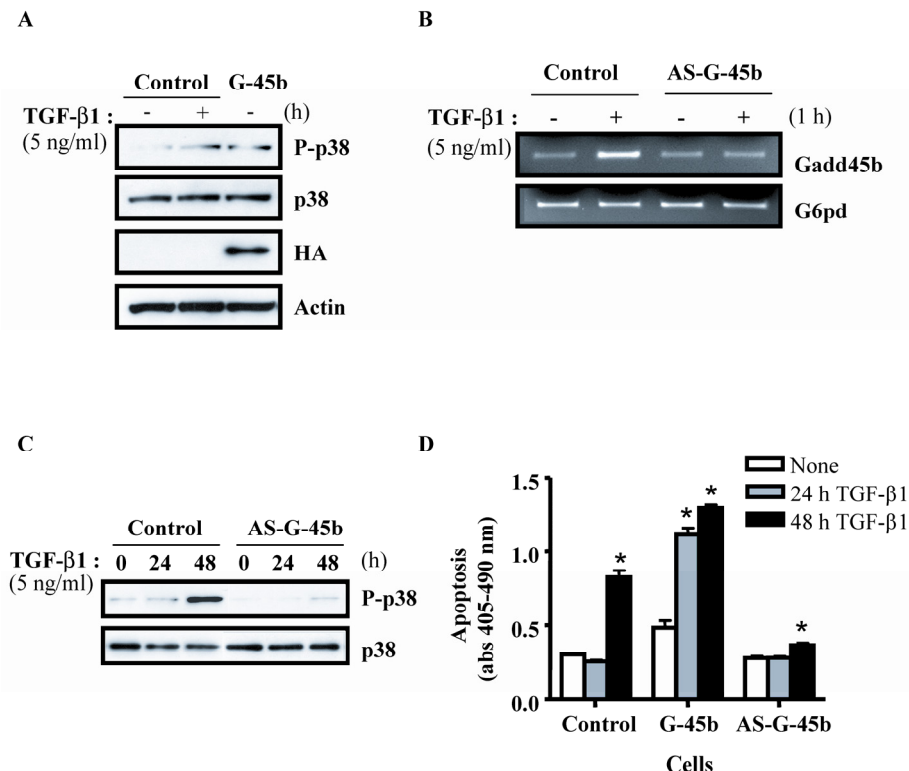 A
Control G-45b
TGF-β1 : - + - (h)
(5 ng/ml)
P-p38
p38
HA
Actin
B
Control AS-G-45b
TGF-β1 : - + - + (1 h)
(5 ng/ml)
Gadd45b
G6pd
C
Control AS-G-45b
TGF-β1 : 0 24 48 0 24 48 (h)
(5 ng/ml)
P-p38
p38
D
None
24 h TGF-β1
48 h TGF-β1
Apoptosis
(abs 405-490 nm)
1.5
1.0
0.5
0.0
*
* *
*
Control G-45b AS-G-45b
Cells